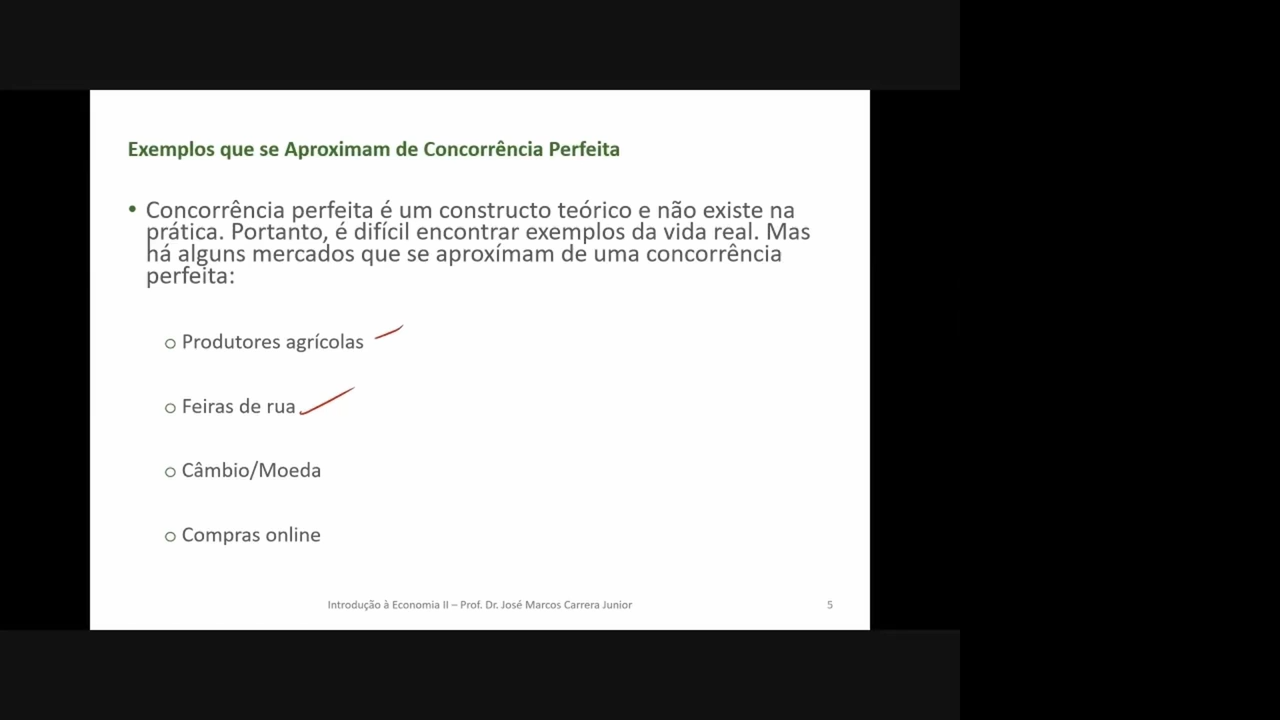 Exemplos que se Aproximam de Concorrência Perfeita
• Concorrência perfeita é um constructo teórico e não existe na
prática. Portanto, é difícil encontrar exemplos da vida real. Mas
há alguns mercados que se aproxímam de uma concorrência
perfeita:
o Produtores agrícolas
o Feiras de rua
o Câmbio/Moeda
o Compras online
Introdução à Economia II – Prof. Dr. José Marcos Carrera Junior
5